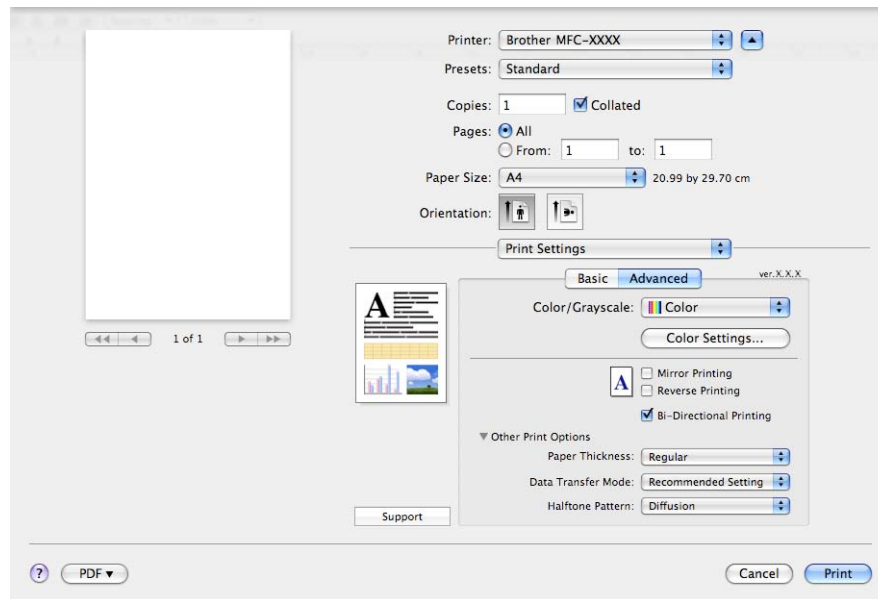 Printer: Brother MFC-XXXX
Presets: Standard
Copies: 1 Collated
Pages: All
From: 1 to: 1
Paper Size: A4 20.99 by 29.70 cm
Orientation:
Print Settings
1 of 1
Basic Advanced ver.X.X.X
Color/Grayscale: Color
Color Settings...
A
A
Mirror Printing
Reverse Printing
Bi-Directional Printing
Other Print Options
Paper Thickness: Regular
Data Transfer Mode: Recommended Setting
Halftone Pattern: Diffusion
Support
? PDF▼ Cancel Print